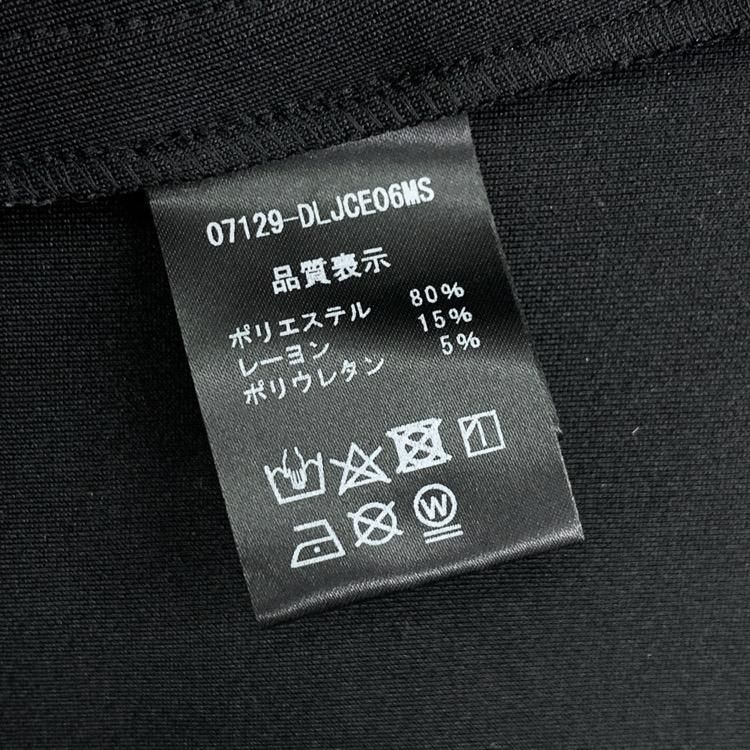 07129-DLJCE06MS
品質表示
ポリエステル 80%
レーヨン 15%
ポリウレタン 5%
W